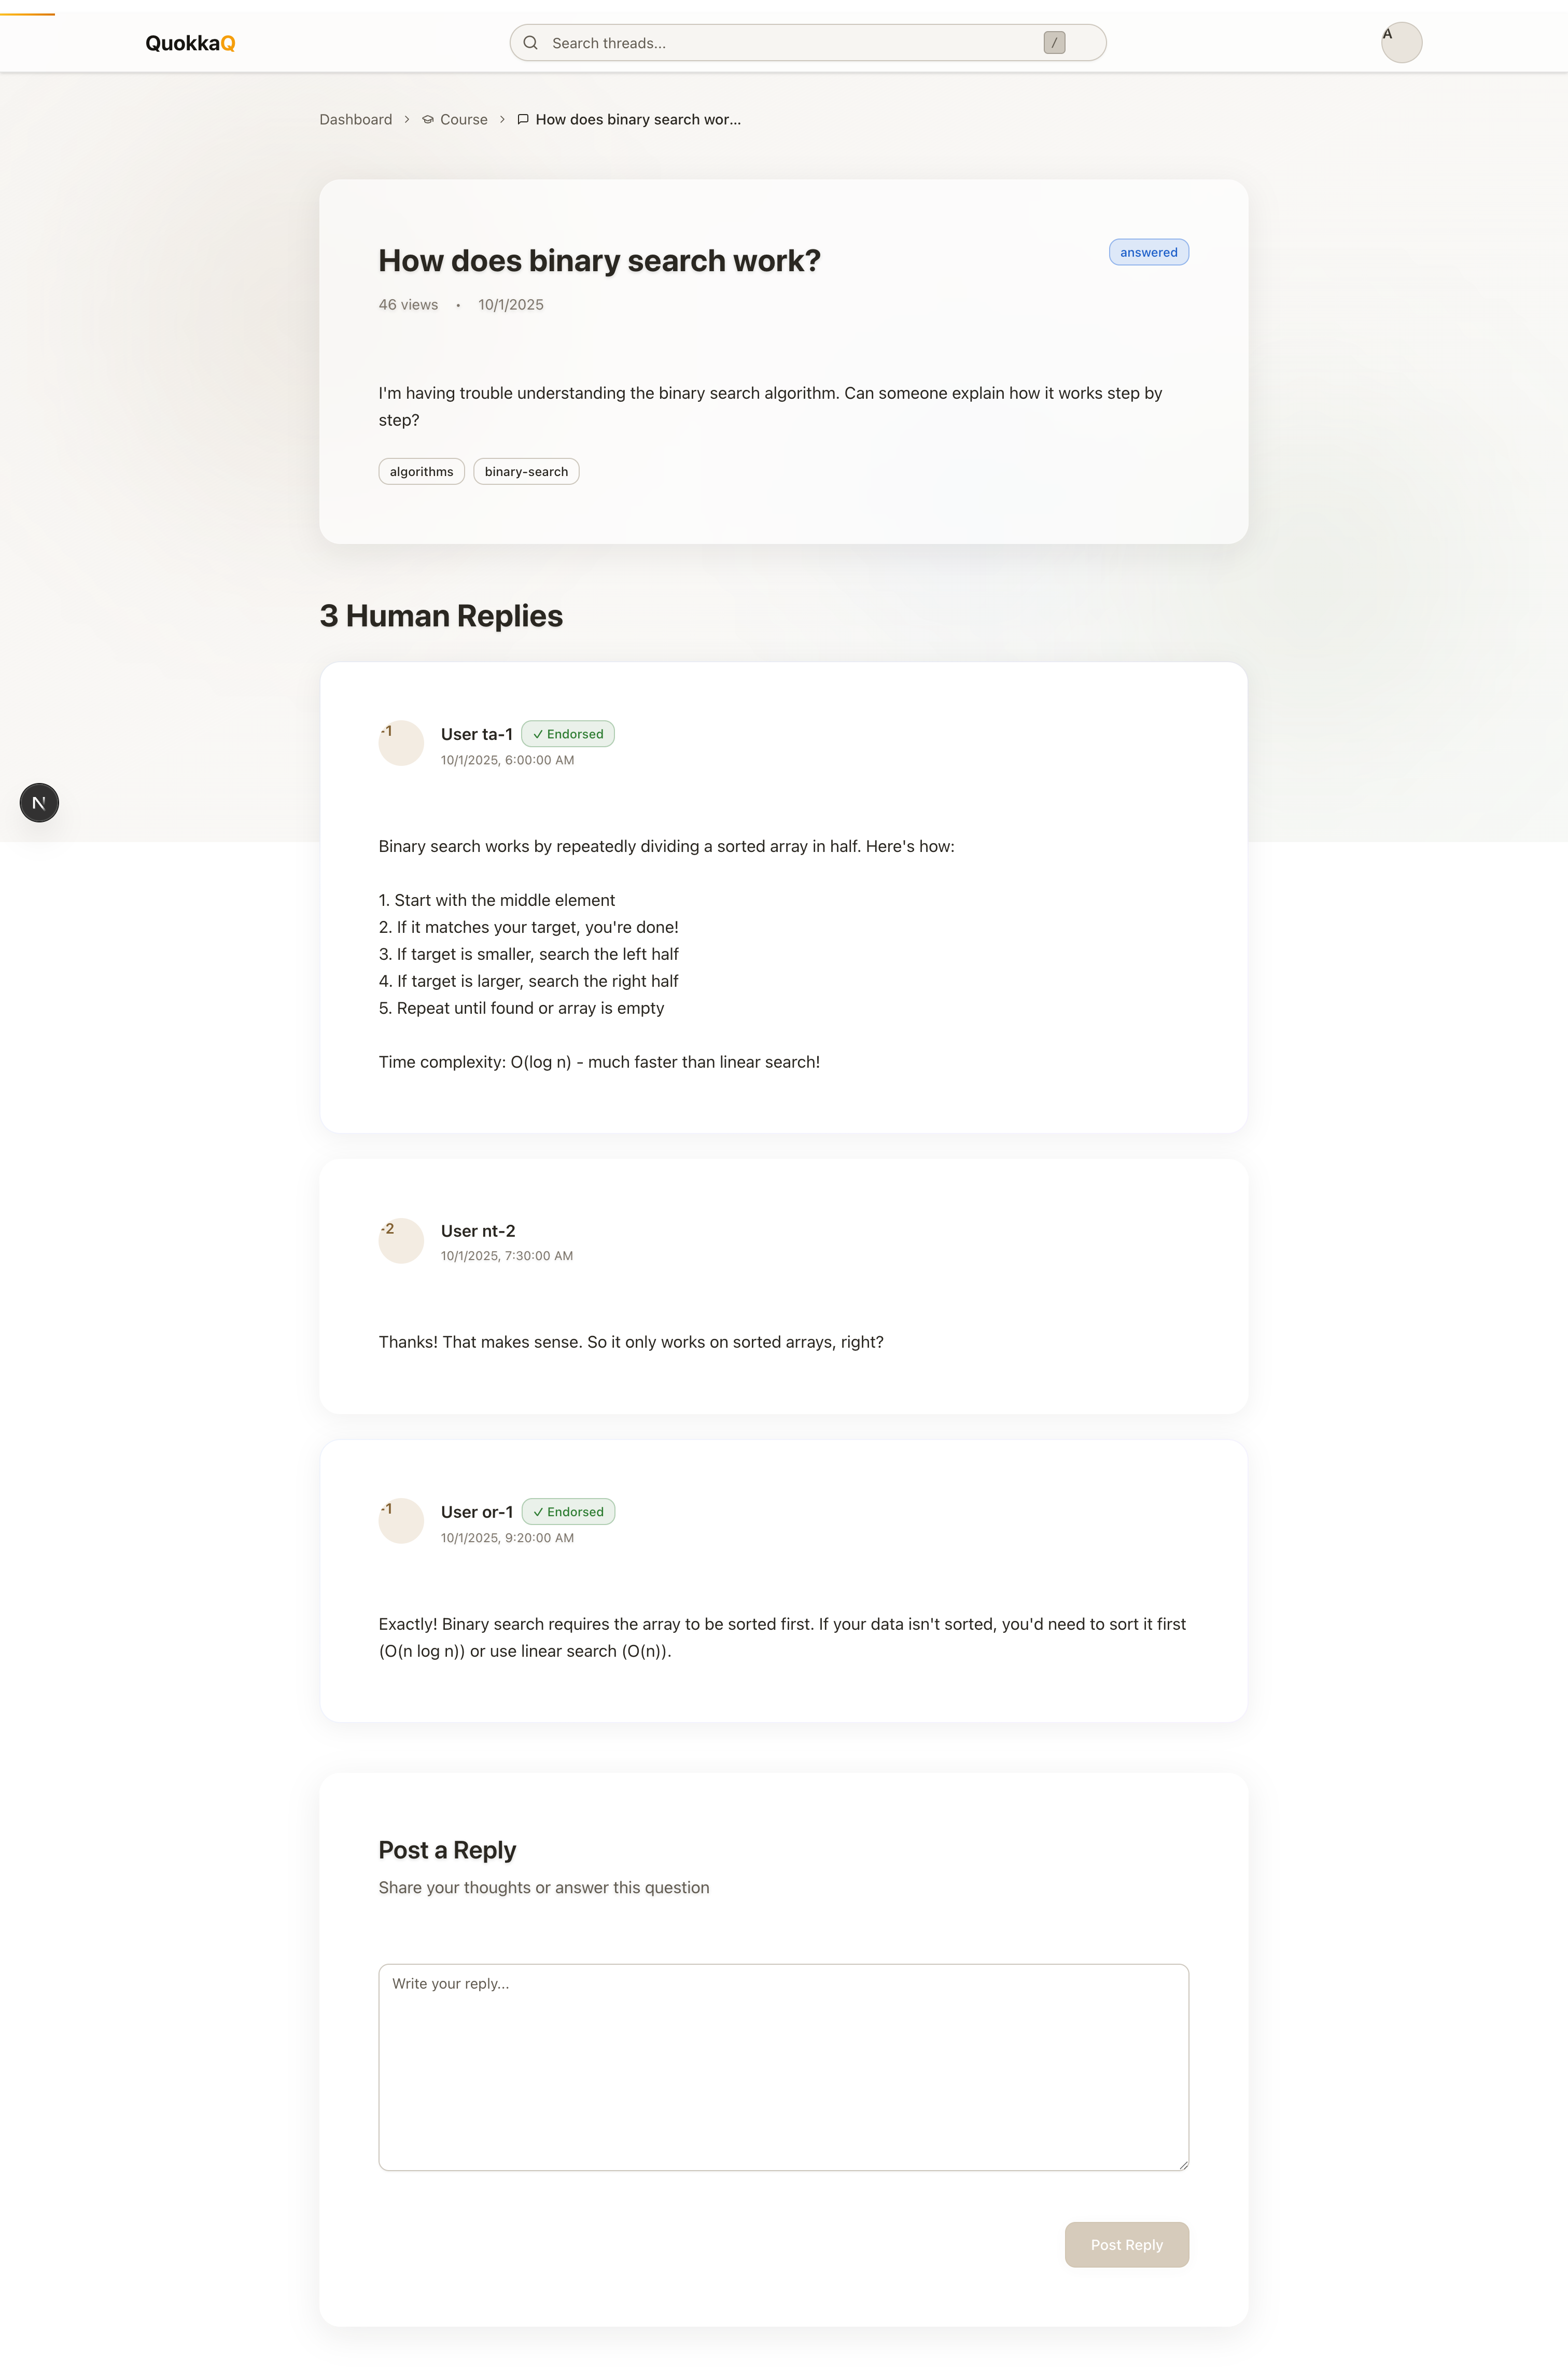 QuokkaQ
Search threads...
/
A
Dashboard
Course
How does binary search wor...
How does binary search work?
answered
46 views • 10/1/2025
I'm having trouble understanding the binary search algorithm. Can someone explain how it works step by
step?
algorithms
binary-search
3 Human Replies
-1
User ta-1
✓ Endorsed
10/1/2025, 6:00:00 AM
Binary search works by repeatedly dividing a sorted array in half. Here's how:
1. Start with the middle element
2. If it matches your target, you're done!
3. If target is smaller, search the left half
4. If target is larger, search the right half
5. Repeat until found or array is empty
Time complexity: O(log n) - much faster than linear search!
N
-2
User nt-2
10/1/2025, 7:30:00 AM
Thanks! That makes sense. So it only works on sorted arrays, right?
-1
User or-1
✓ Endorsed
10/1/2025, 9:20:00 AM
Exactly! Binary search requires the array to be sorted first. If your data isn't sorted, you'd need to sort it first
(O(n log n)) or use linear search (O(n)).
Post a Reply
Share your thoughts or answer this question
Write your reply...
Post Reply